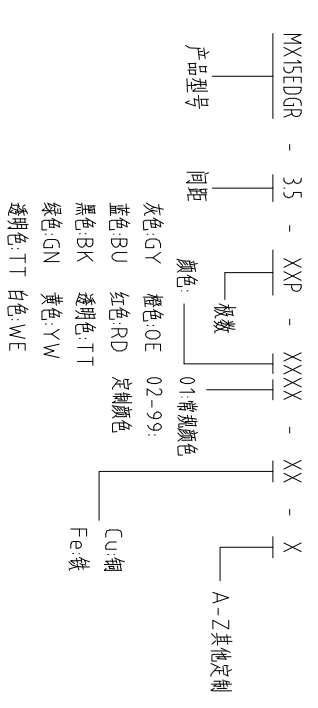 MX15EDGR - 3.5 - XXP - XXXX - XX - X
产品型号
间距
极数
颜色:
灰色:GY 橙色:OE
蓝色:BU 红色:RD
黑色:BK 透明色:TT
绿色:GN 黄色:YW
透明色:TT 白色:WE
01:常规颜色
02-99:
定制颜色
Cu:铜
Fe:铁
A-Z其他定制